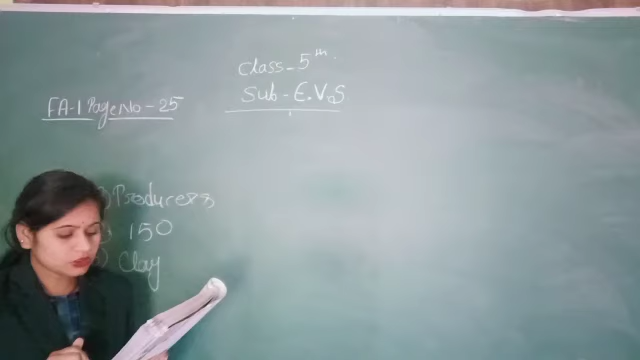 Class - 5th.
Sub - E.V.S
FA-1 Page No - 25
Producers
150
Clay